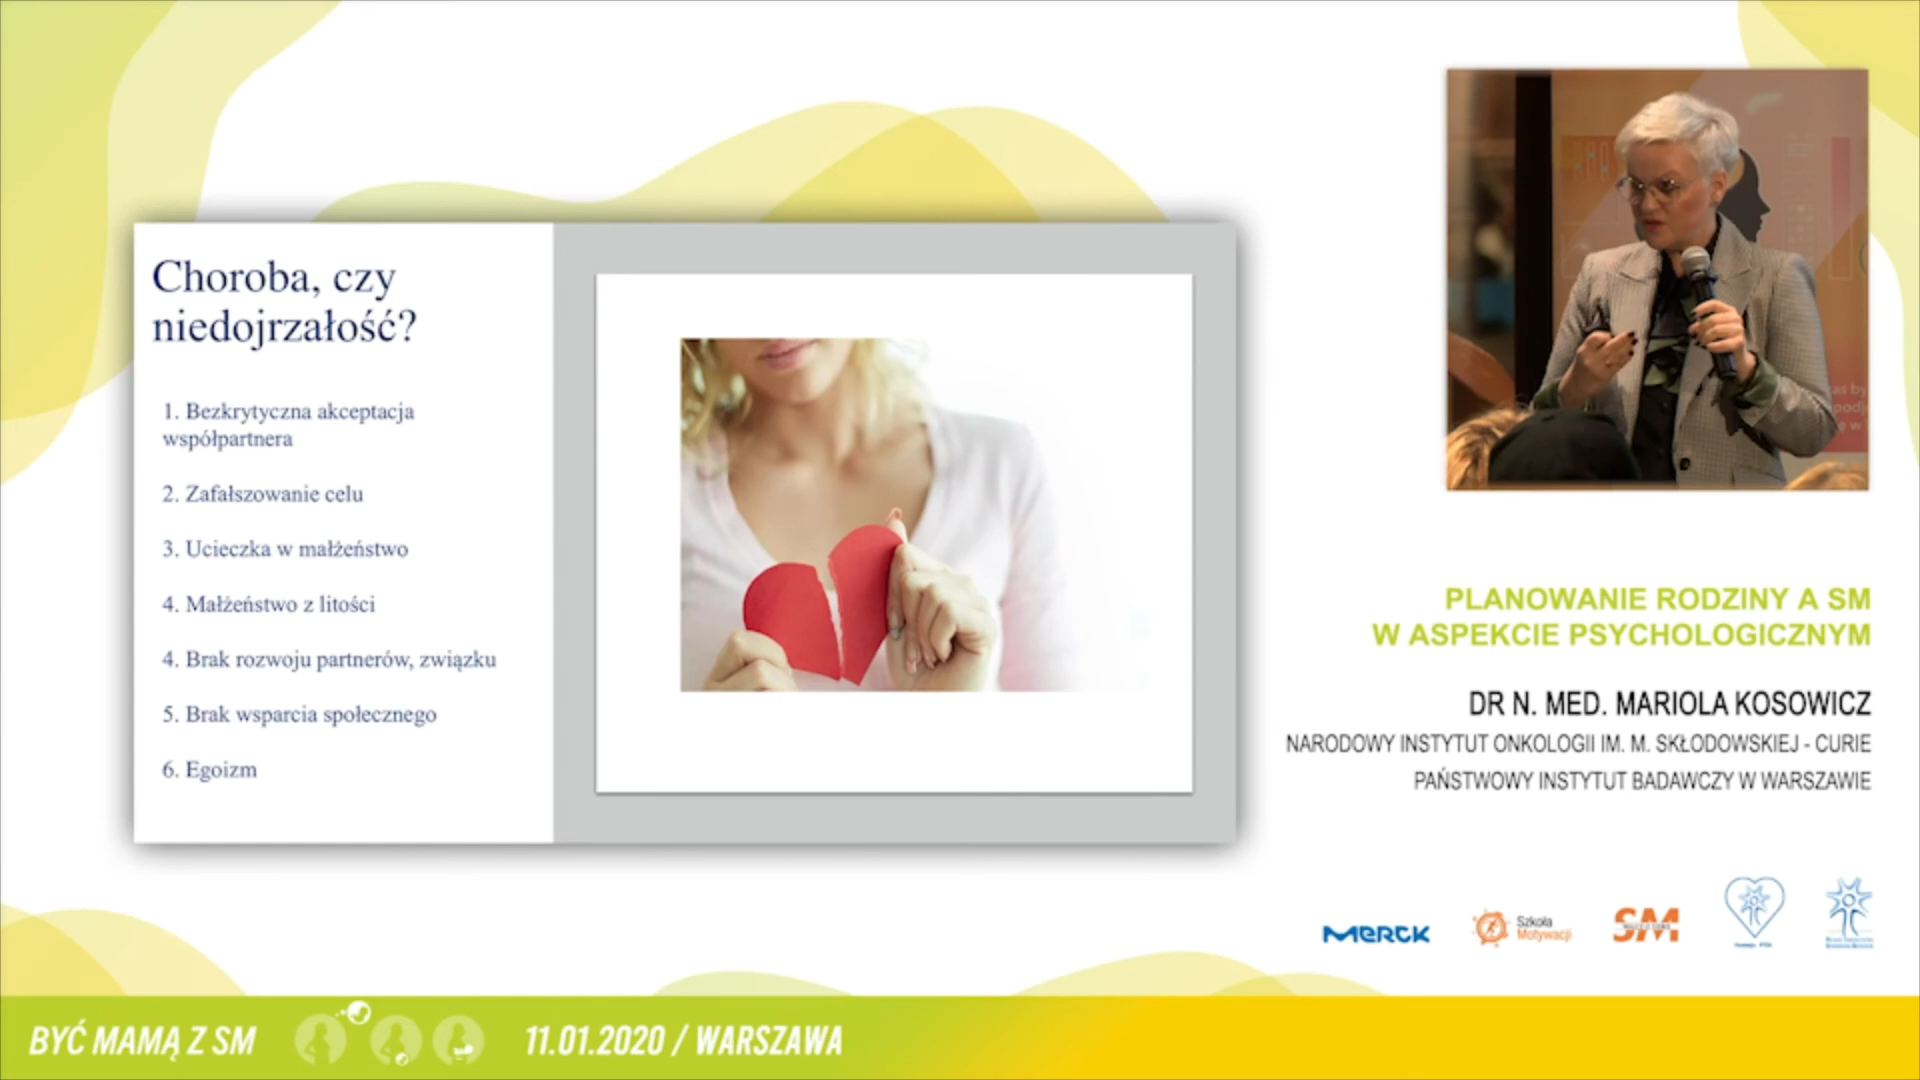 Choroba, czy
niedojrzałość?
1. Bezkrytyczna akceptacja
współpartnera
2. Zafałszowanie celu
3. Ucieczka w małżeństwo
4. Małżeństwo z litości
4. Brak rozwoju partnerów, związku
5. Brak wsparcia społecznego
6. Egoizm
PLANOWANIE RODZINY A SM
W ASPEKCIE PSYCHOLOGICZNYM
DR N. MED. MARIOLA KOSOWICZ
NARODOWY INSTYTUT ONKOLOGII IM. M. SKŁODOWSKIEJ - CURIE
PAŃSTWOWY INSTYTUT BADAWCZY W WARSZAWIE
MERCK
Szkoła
Motywacji
SM
BYĆ MAMĄ Z SM
11.01.2020 / WARSZAWA